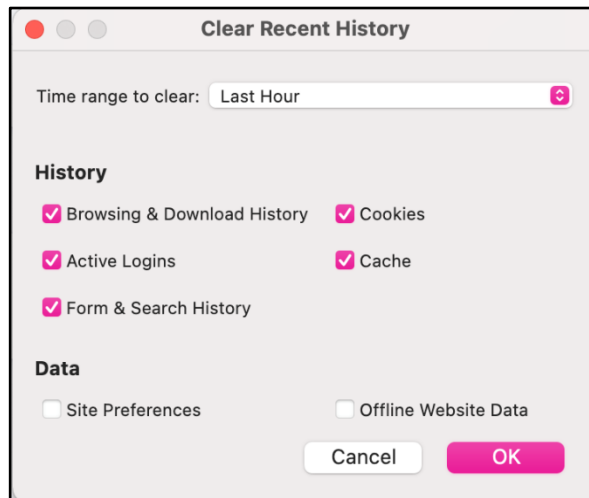 Clear Recent History
Time range to clear: Last Hour
History
Browsing & Download History Cookies
Active Logins Cache
Form & Search History
Data
Site Preferences Offline Website Data
Cancel OK